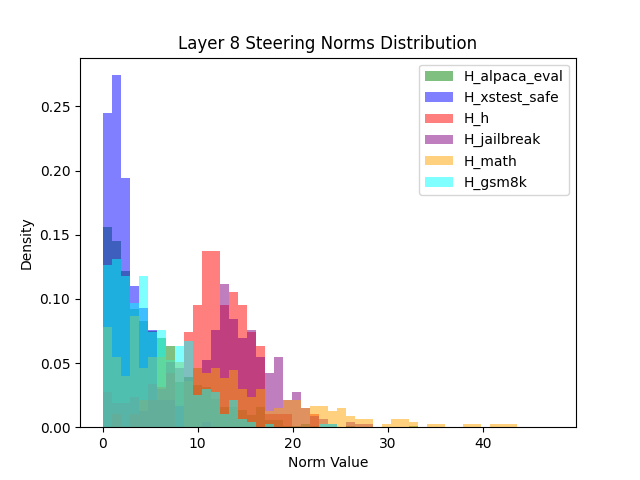 Layer 8 Steering Norms Distribution
H_alpaca_eval
H_xstest_safe
H_h
H_jailbreak
H_math
H_gsm8k
Density
0.25
0.20
0.15
0.10
0.05
0.00
0 10 20 30 40
Norm Value